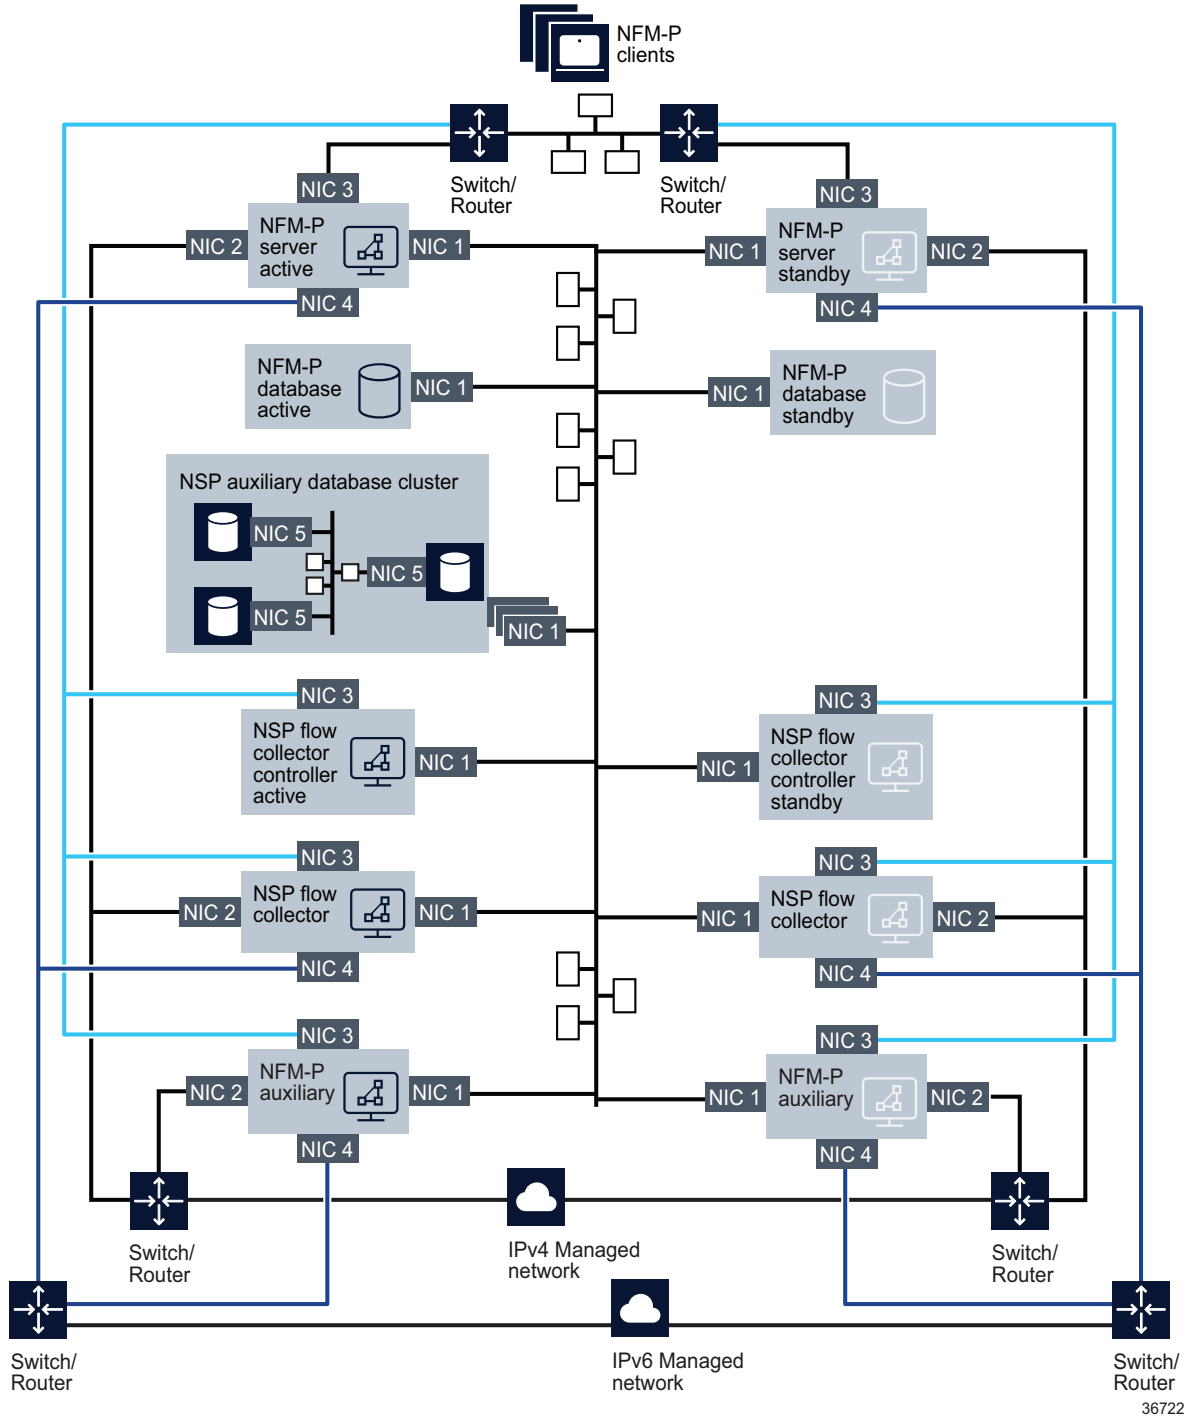 NFM-P
clients
Switch/
Router
Switch/
Router
NIC 3
NIC 3
NIC 2
NFM-P
server
active
NIC 1
NIC 4
NIC 1
NFM-P
server
standby
NIC 2
NIC 4
NFM-P
database
active
NIC 1
NIC 1
NFM-P
database
standby
NSP auxiliary database cluster
NIC 5
NIC 5
NIC 5
NIC 1
NIC 3
NSP flow
collector
controller
active
NIC 1
NIC 3
NIC 1
NSP flow
collector
controller
standby
NIC 3
NIC 2
NSP flow
collector
NIC 1
NIC 4
NIC 3
NIC 1
NSP flow
collector
NIC 2
NIC 4
NIC 3
NIC 2
NFM-P
auxiliary
NIC 1
NIC 4
NIC 3
NIC 1
NFM-P
auxiliary
NIC 2
NIC 4
Switch/
Router
IPv4 Managed
network
Switch/
Router
Switch/
Router
IPv6 Managed
network
Switch/
Router
36722